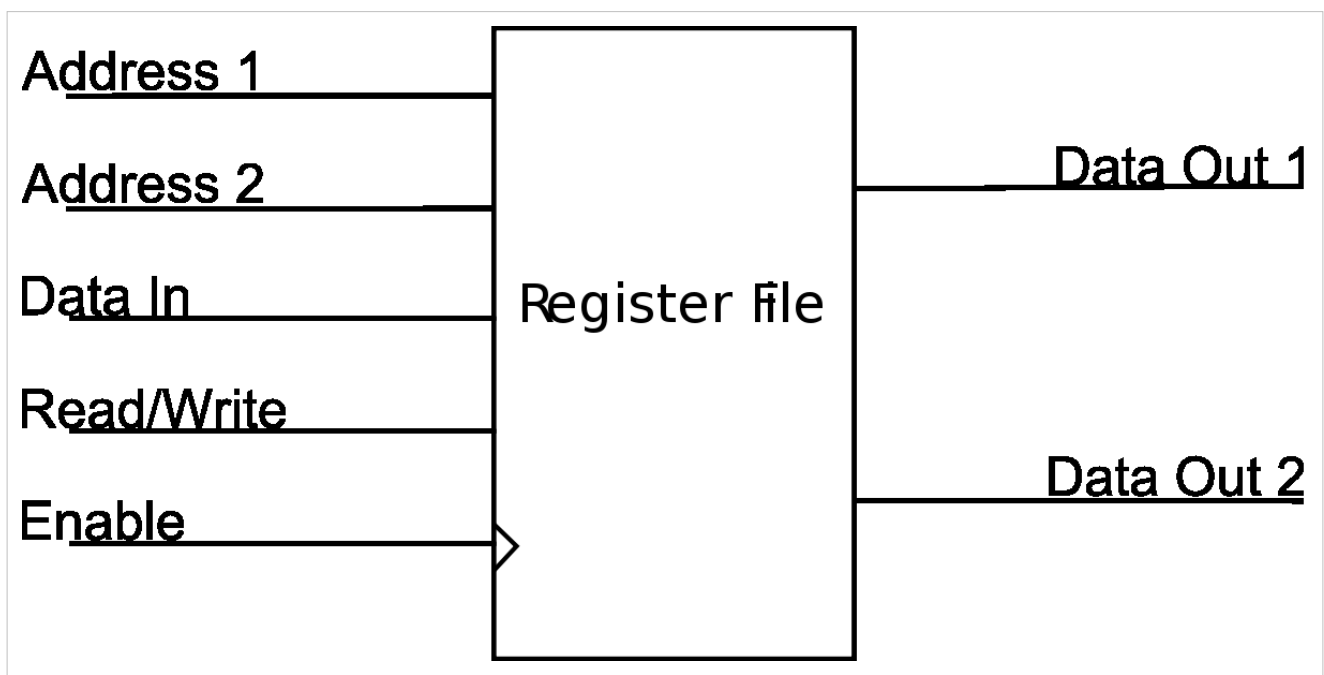 Address 1
Address 2
Data In
Read/Write
Enable
Register File
Data Out 1
Data Out 2